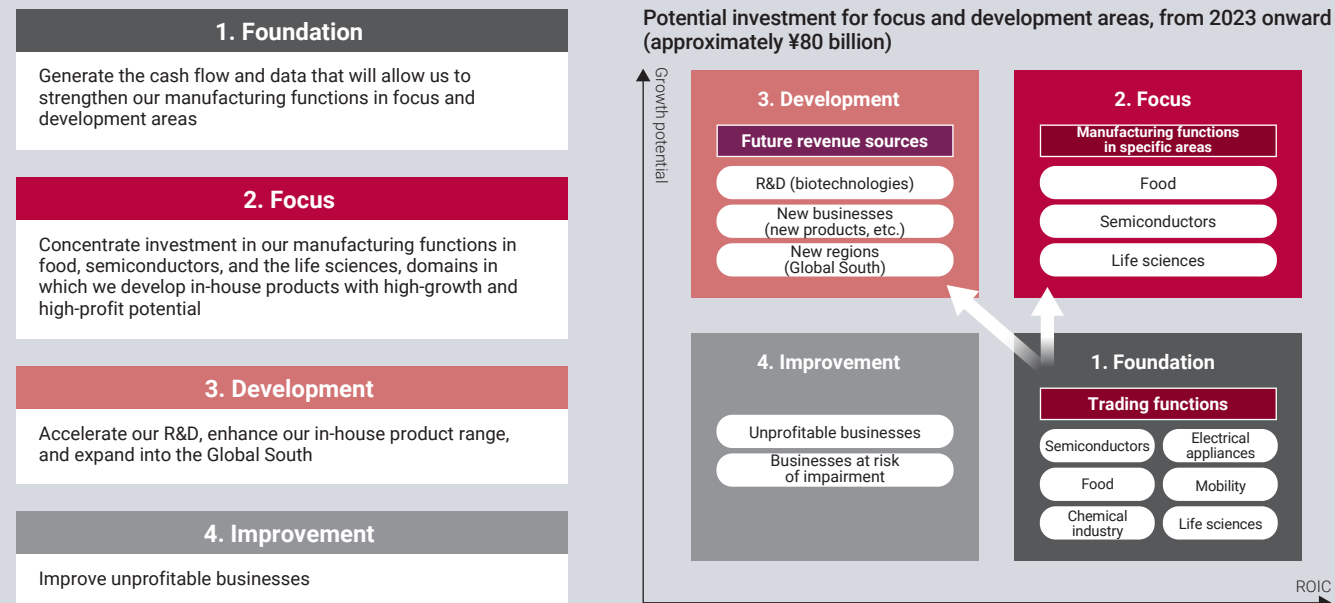 1. Foundation
Generate the cash flow and data that will allow us to
strengthen our manufacturing functions in focus and
development areas
2. Focus
Concentrate investment in our manufacturing functions in
food, semiconductors, and the life sciences, domains in
which we develop in-house products with high-growth and
high-profit potential
3. Development
Accelerate our R&D, enhance our in-house product range,
and expand into the Global South
4. Improvement
Improve unprofitable businesses
Potential investment for focus and development areas, from 2023 onward
(approximately ¥80 billion)
Growth potential
3. Development
Future revenue sources
R&D (biotechnologies)
New businesses
(new products, etc.)
New regions
(Global South)
2. Focus
Manufacturing functions
in specific areas
Food
Semiconductors
Life sciences
4. Improvement
Unprofitable businesses
Businesses at risk
of impairment
1. Foundation
Trading functions
Semiconductors
Electrical
appliances
Food
Mobility
Chemical
industry
Life sciences
ROIC